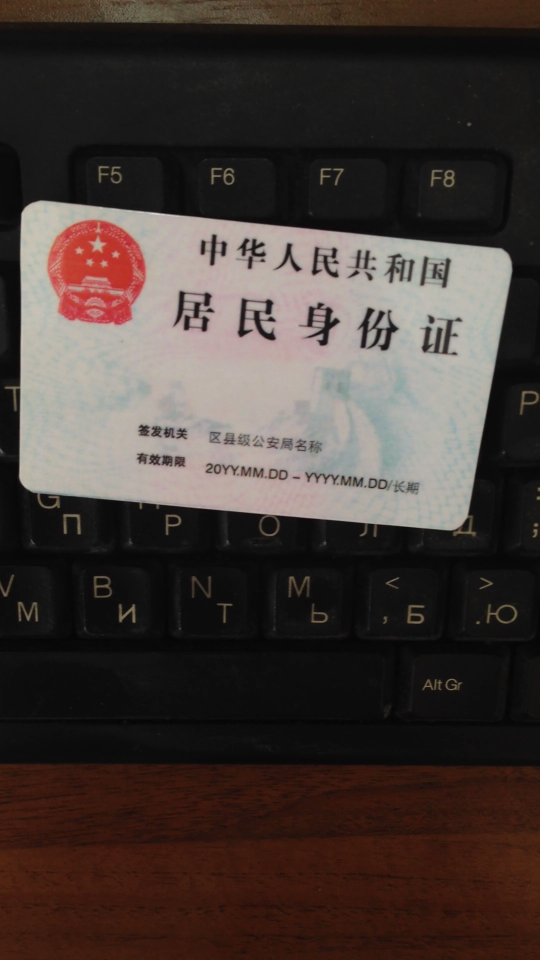 F5 F6 F7 F8
中华人民共和国
居民身份证
签发机关 区县级公安局名称
有效期限 20YY.MM.DD – YYYY.MM.DD/长期
T P
G П Р О Л Д ;
V М B И N Т M Ь < , Б > . Ю
Alt Gr